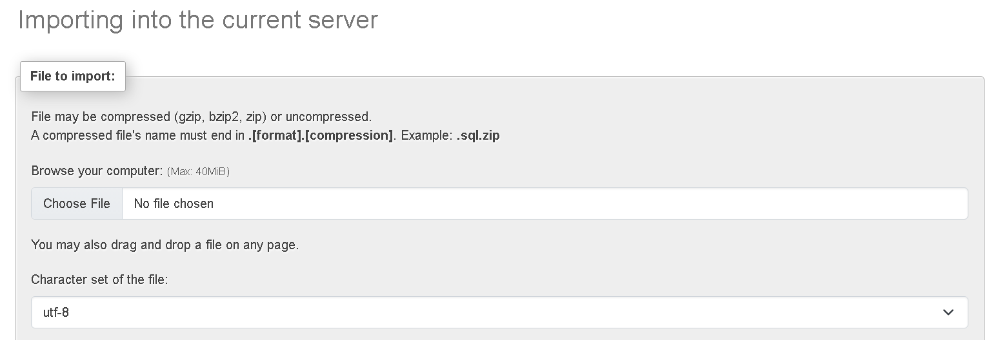 Importing into the current server
File to import:
File may be compressed (gzip, bzip2, zip) or uncompressed.
A compressed file's name must end in .[format].[compression]. Example: .sql.zip
Browse your computer: (Max: 40MiB)
Choose File No file chosen
You may also drag and drop a file on any page.
Character set of the file:
utf-8